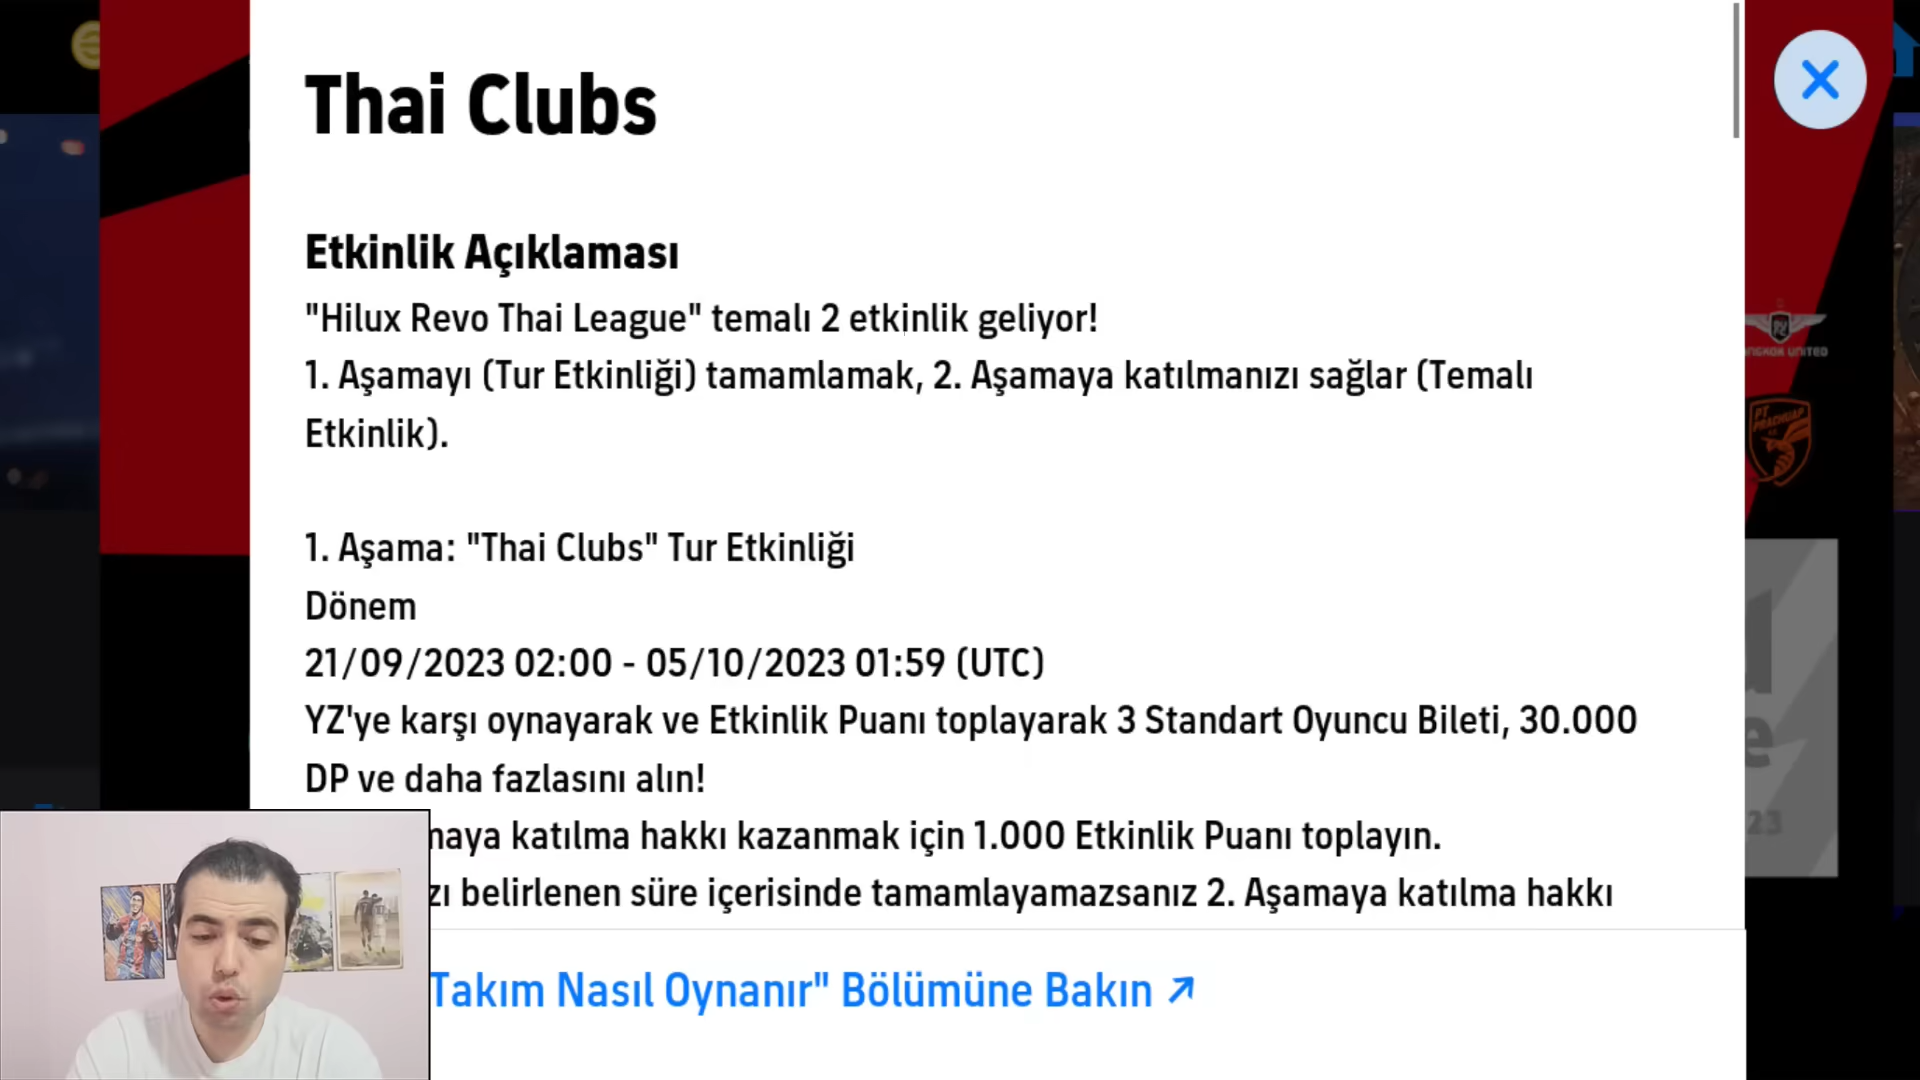 Thai Clubs
Etkinlik Açıklaması
"Hilux Revo Thai League" temalı 2 etkinlik geliyor!
1. Aşamayı (Tur Etkinliği) tamamlamak, 2. Aşamaya katılmanızı sağlar (Temalı
Etkinlik).
1. Aşama: "Thai Clubs" Tur Etkinliği
Dönem
21/09/2023 02:00 - 05/10/2023 01:59 (UTC)
YZ'ye karşı oynayarak ve Etkinlik Puanı toplayarak 3 Standart Oyuncu Bileti, 30.000
DP ve daha fazlasını alın!
katılma hakkı kazanmak için 1.000 Etkinlik Puanı toplayın.
belirlenen süre içerisinde tamamlayamazsanız 2. Aşamaya katılma hakkı
Takım Nasıl Oynanır" Bölümüne Bakın ↗
UNITED
PT
PRACHUAP